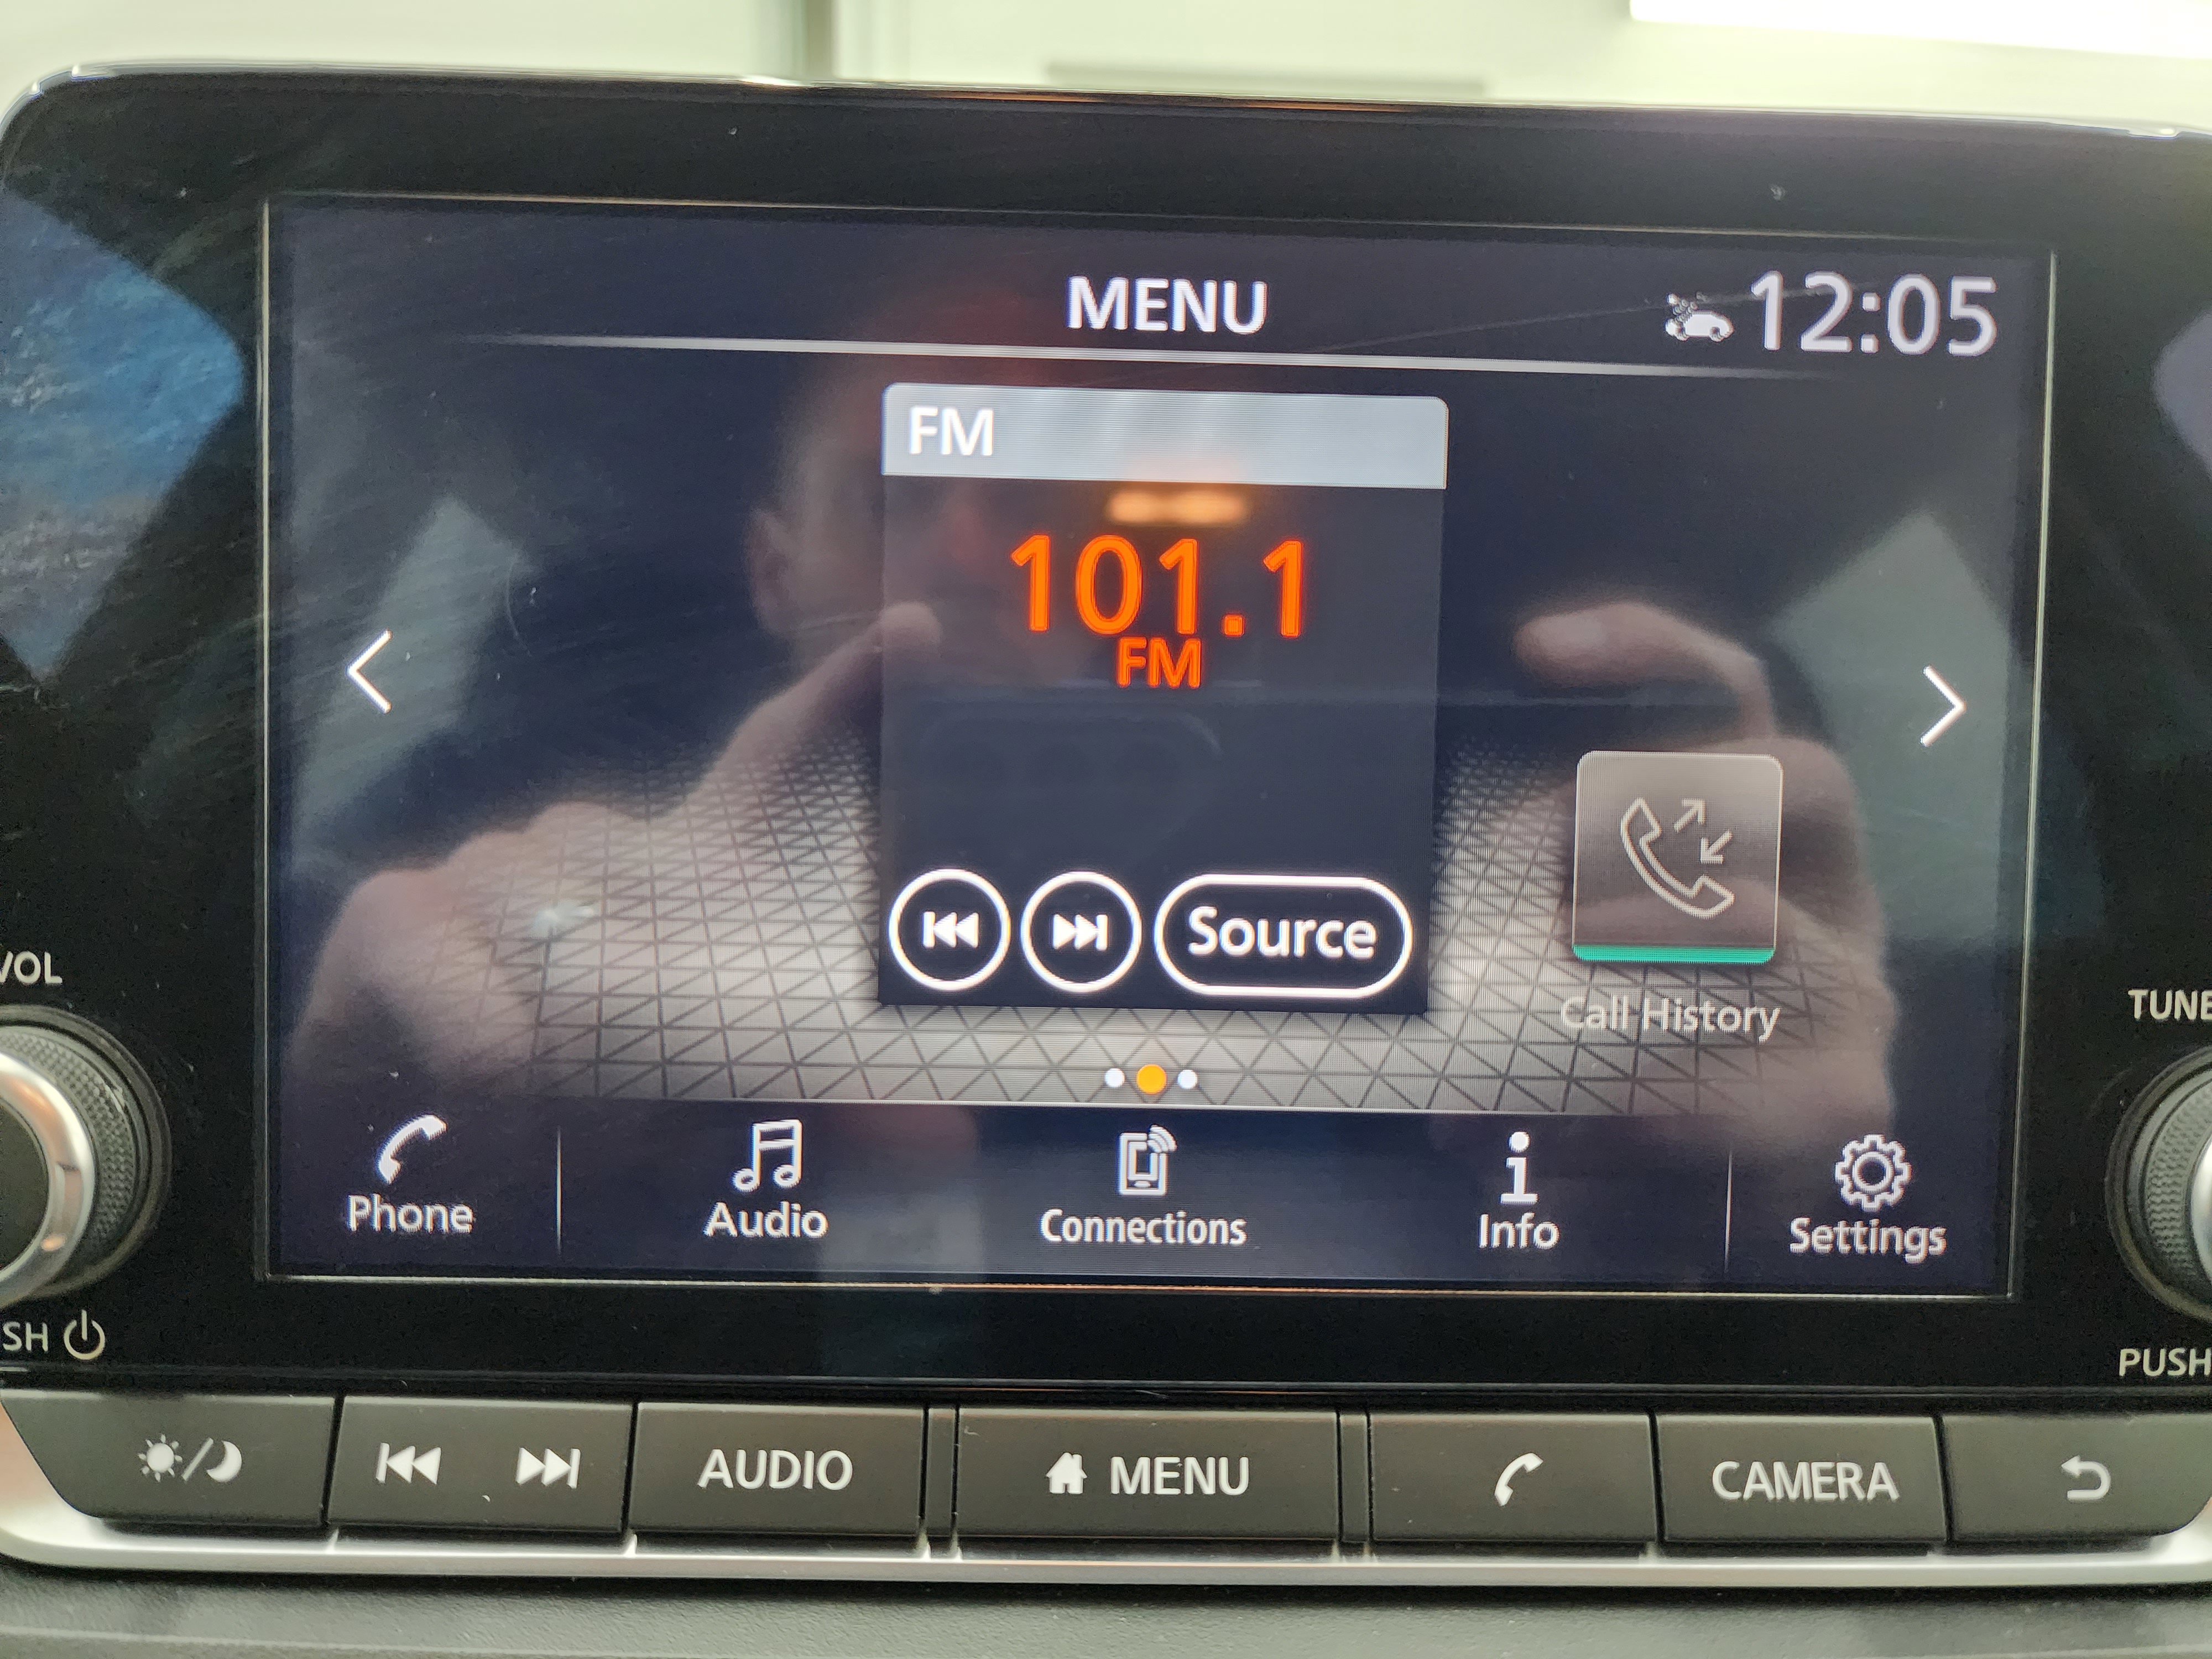 MENU
12:05
FM
101.1
FM
Source
Call History
Phone
Audio
Connections
Info
Settings
VOL
TUNE
SH
PUSH
AUDIO
MENU
CAMERA